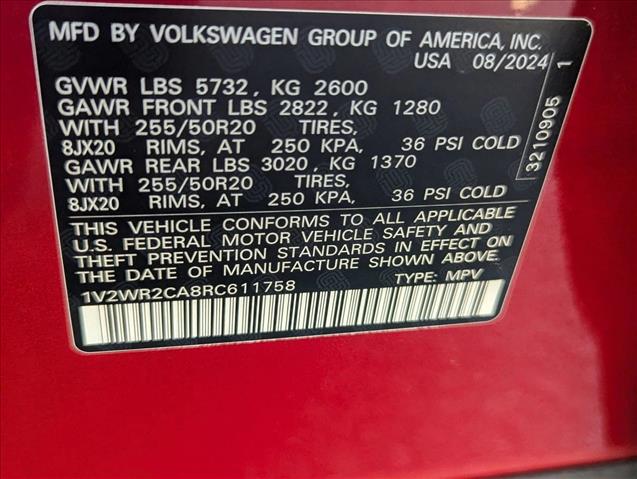 MFD BY VOLKSWAGEN GROUP OF AMERICA, INC.
USA 08/2024
GVWR LBS 5732, KG 2600
GAWR FRONT LBS 2822, KG 1280
WITH 255/50R20 TIRES,
8JX20 RIMS, AT 250 KPA, 36 PSI COLD
GAWR REAR LBS 3020, KG 1370
WITH 255/50R20 TIRES,
8JX20 RIMS, AT 250 KPA, 36 PSI COLD
THIS VEHICLE CONFORMS TO ALL APPLICABLE
U.S. FEDERAL MOTOR VEHICLE SAFETY AND
THEFT PREVENTION STANDARDS IN EFFECT ON
THE DATE OF MANUFACTURE SHOWN ABOVE.
1V2WR2CA8RC611758 TYPE: MPV
3210905 1